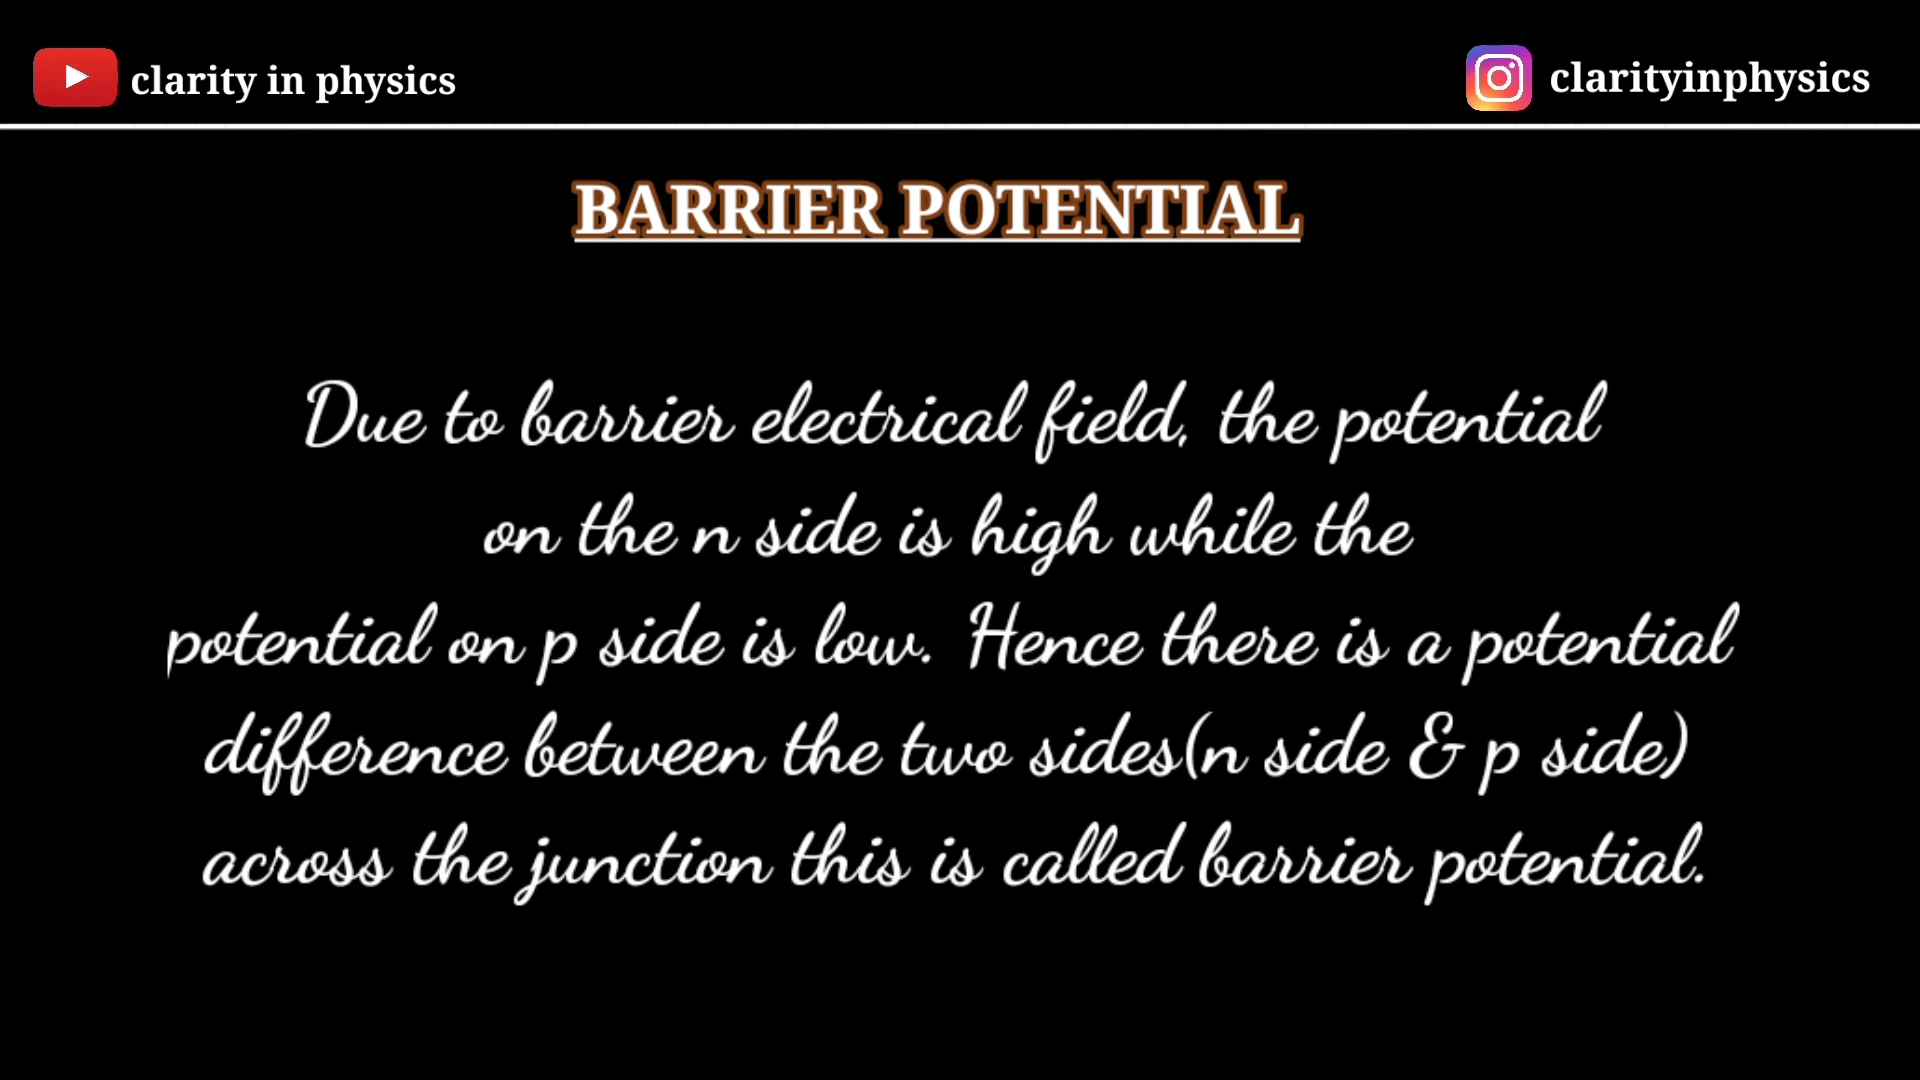 clarity in physics
clarityinphysics
BARRIER POTENTIAL
Due to barrier electrical field, the potential
on the n side is high while the
potential on p side is low. Hence there is a potential
difference between the two sides(n side & p side)
across the junction this is called barrier potential.